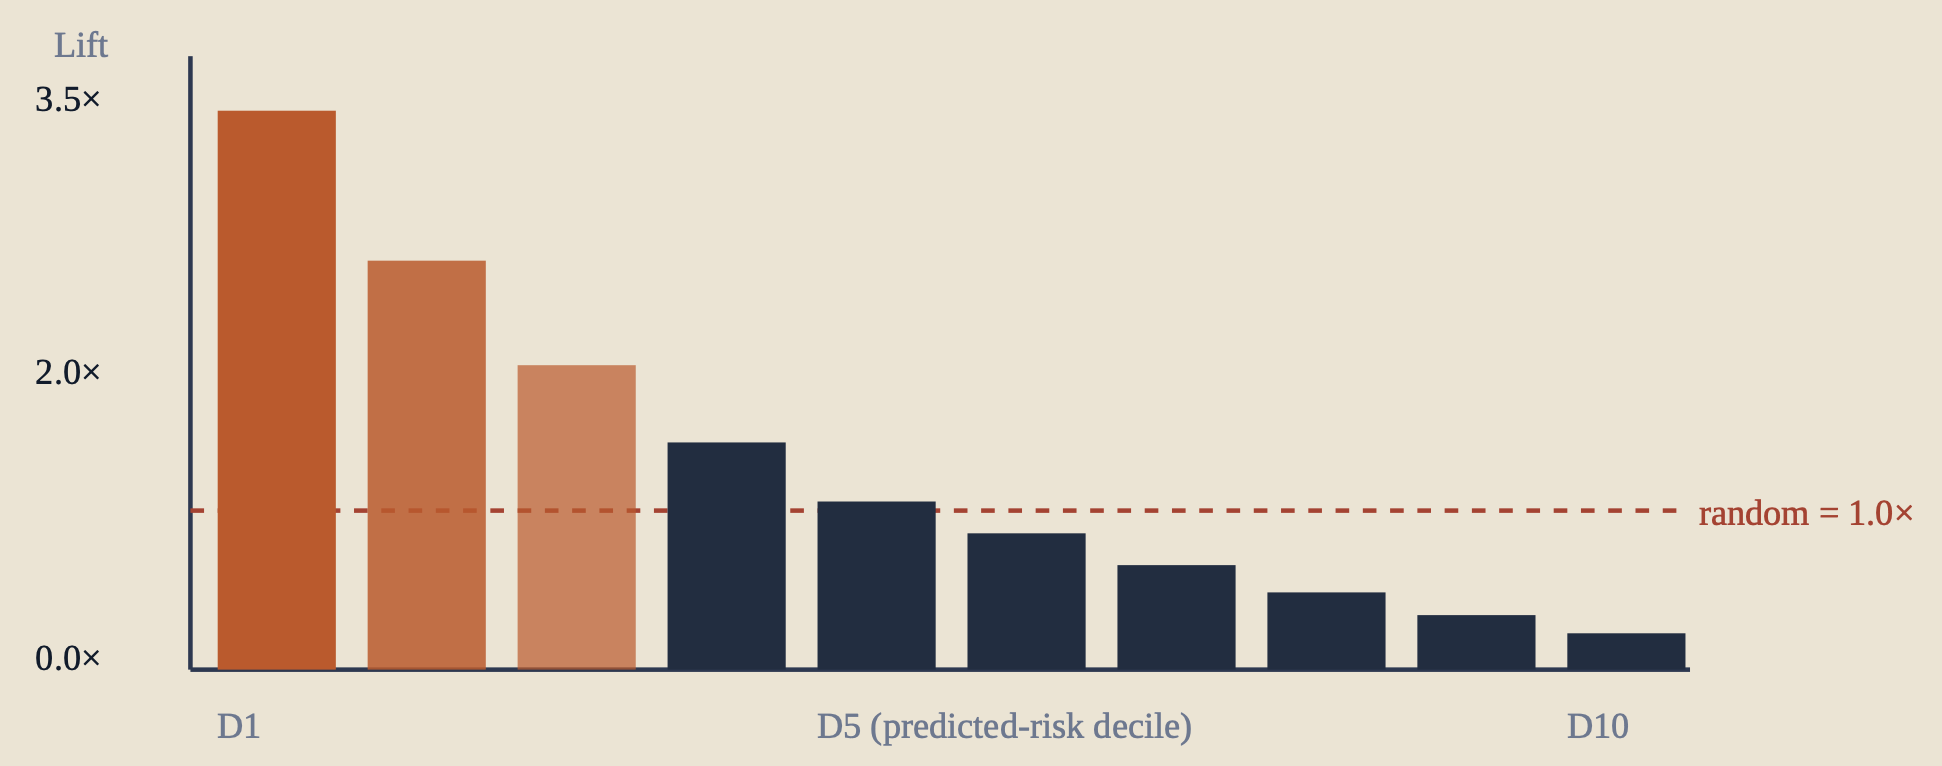 Lift
3.5×
2.0×
random = 1.0×
0.0×
D1
D5 (predicted-risk decile)
D10